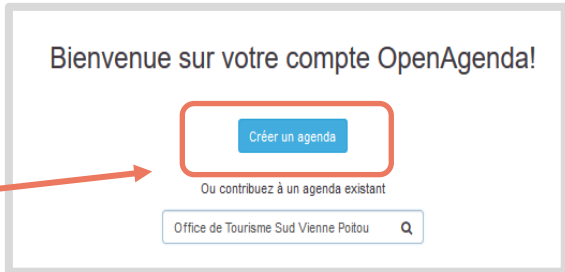 Bienvenue sur votre compte OpenAgenda!
Créer un agenda
Ou contribuez à un agenda existant
Office de Tourisme Sud Vienne Poitou